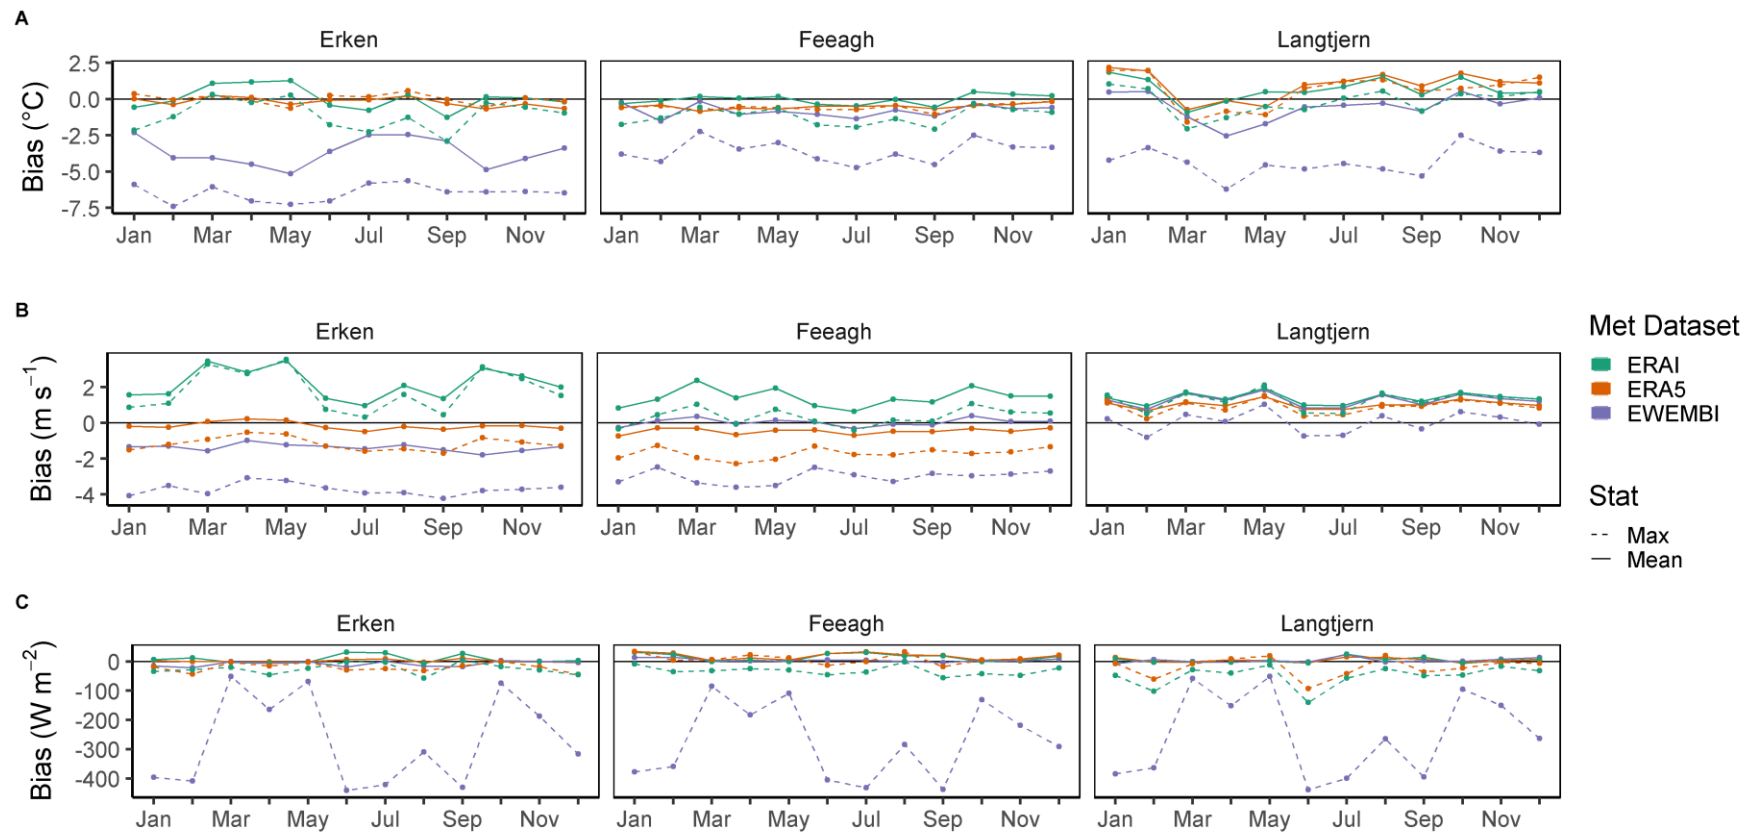 A
Erken Feeagh Langtjern
Bias (°C)
2.5
0.0
-2.5
-5.0
-7.5
Jan Mar May Jul Sep Nov Jan Mar May Jul Sep Nov Jan Mar May Jul Sep Nov
B
Erken Feeagh Langtjern
Bias (m s⁻¹)
2
0
-2
-4
Jan Mar May Jul Sep Nov Jan Mar May Jul Sep Nov Jan Mar May Jul Sep Nov
Met Dataset
ERAI
ERA5
EWEMBI
Stat
Max
Mean
C
Erken Feeagh Langtjern
Bias (W m⁻²)
0
-100
-200
-300
-400
Jan Mar May Jul Sep Nov Jan Mar May Jul Sep Nov Jan Mar May Jul Sep Nov